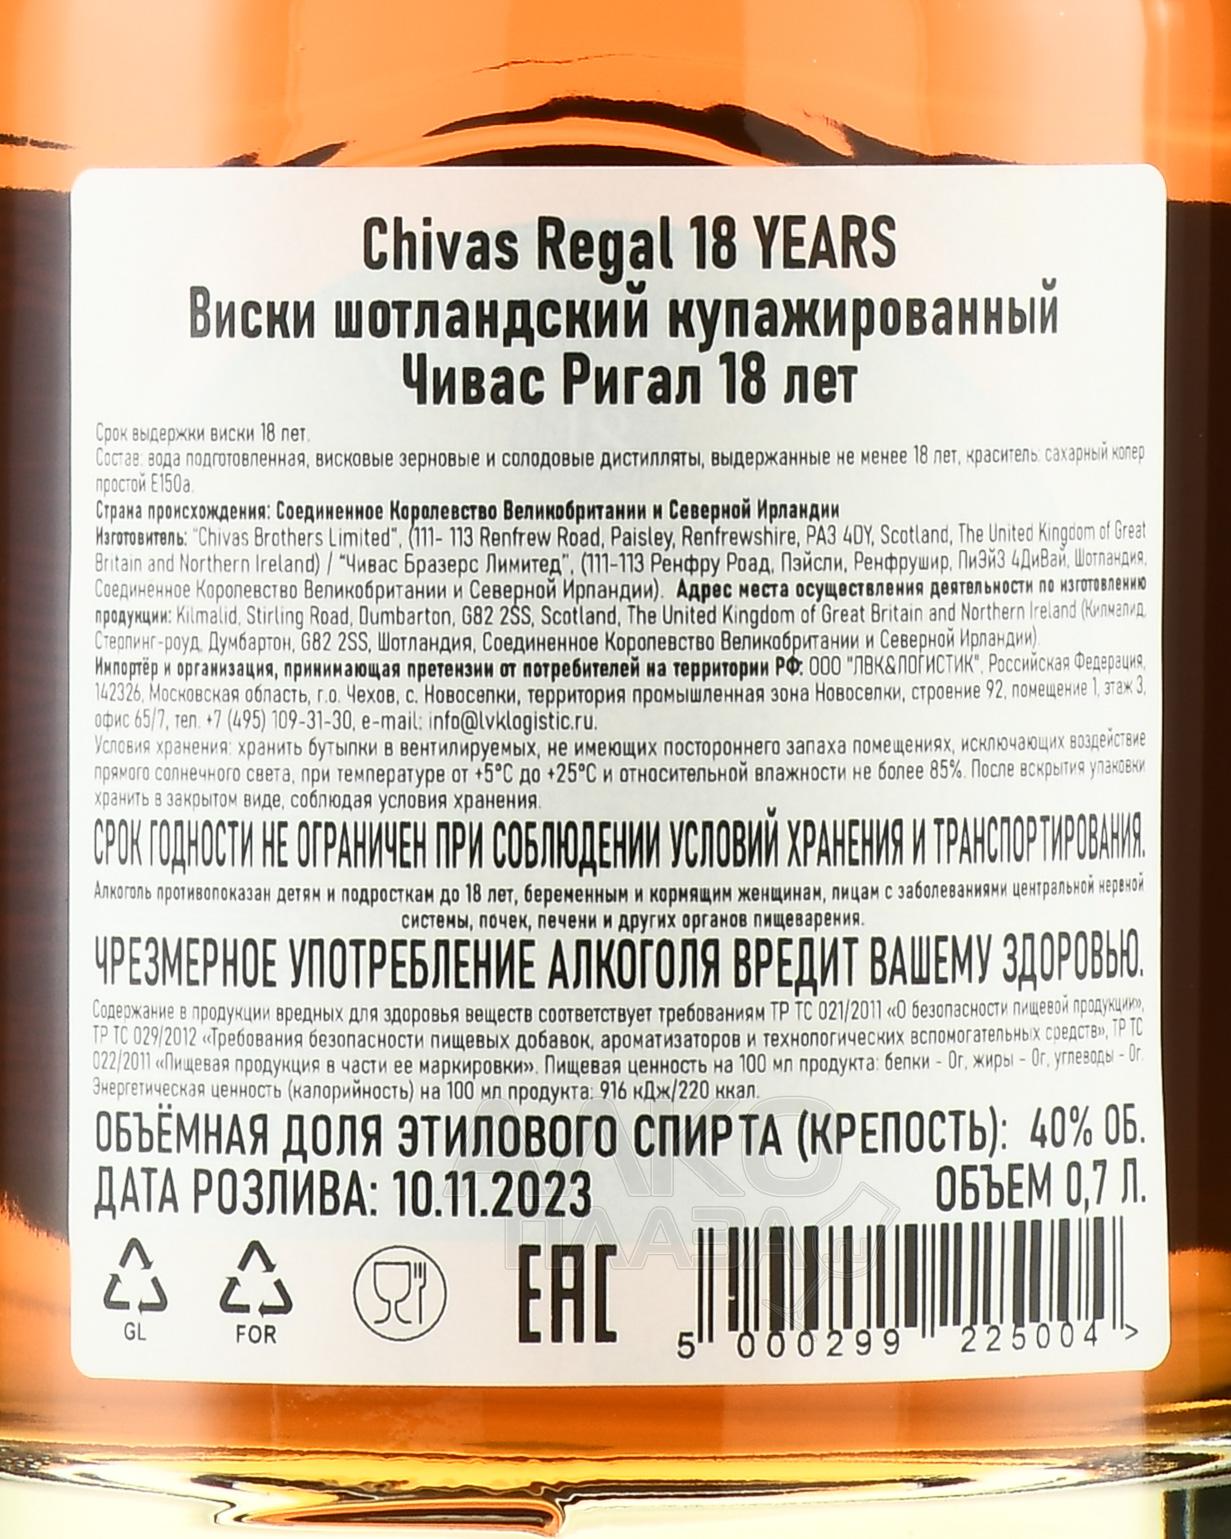 Chivas Regal 18 YEARS
Виски шотландский купажированный
Чивас Ригал 18 лет
Срок выдержки виски 18 лет.
Состав: вода подготовленная, висковые зерновые и солодовые дистилляты, выдержанные не менее 18 лет, краситель: сахарный колер
простой E150a.
Страна происхождения: Соединенное Королевство Великобритании и Северной Ирландии
Изготовитель: "Chivas Brothers Limited", (111- 113 Renfrew Road, Paisley, Renfrewshire, PA3 4DY, Scotland, The United Kingdom of Great
Britain and Northern Ireland) / "Чивас Бразерс Лимитед", (111-113 Ренфру Роад, Пэйсли, Ренфрушир, ПиЭй3 4ДиВай, Шотландия,
Соединённое Королевство Великобритании и Северной Ирландии). Адрес места осуществления деятельности по изготовлению
продукции: Kilmalid, Stirling Road, Dumbarton, G82 2SS, Scotland, The United Kingdom of Great Britain and Northern Ireland (Килмалид,
Стерлинг-роуд, Думбартон, G82 2SS, Шотландия, Соединенное Королевство Великобритании и Северной Ирландии).
Импортёр и организация, принимающая претензии от потребителей на территории РФ: ООО "ЛВК&ЛОГИСТИК", Российская Федерация,
142326, Московская область, г.о. Чехов, с. Новоселки, территория промышленная зона Новоселки, строение 92, помещение 1, этаж 3,
офис 65/7, тел. +7 (495) 109-31-30, e-mail: info@lvklogistic.ru.
Условия хранения: хранить бутылки в вентилируемых, не имеющих постороннего запаха помещениях, исключающих воздействие
прямого солнечного света, при температуре от +5°C до +25°C и относительной влажности не более 85%. После вскрытия упаковки
хранить в закрытом виде, соблюдая условия хранения.
СРОК ГОДНОСТИ НЕ ОГРАНИЧЕН ПРИ СОБЛЮДЕНИИ УСЛОВИЙ ХРАНЕНИЯ И ТРАНСПОРТИРОВАНИЯ.
Алкоголь противопоказан детям и подросткам до 18 лет, беременным и кормящим женщинам, лицам с заболеваниями центральной нервной
системы, почек, печени и других органов пищеварения.
ЧРЕЗМЕРНОЕ УПОТРЕБЛЕНИЕ АЛКОГОЛЯ ВРЕДИТ ВАШЕМУ ЗДОРОВЬЮ.
Содержание в продукции вредных для здоровья веществ соответствует требованиям ТР ТС 021/2011 «О безопасности пищевой продукции»,
ТР ТС 029/2012 «Требования безопасности пищевых добавок, ароматизаторов и технологических вспомогательных средств», ТР ТС
022/2011 «Пищевая продукция в части ее маркировки». Пищевая ценность на 100 мл продукта: белки - 0г, жиры - 0г, углеводы - 0г.
Энергетическая ценность (калорийность) на 100 мл продукта: 916 кДж/220 ккал.
ОБЪЁМНАЯ ДОЛЯ ЭТИЛОВОГО СПИРТА (КРЕПОСТЬ): 40% ОБ.
ДАТА РОЗЛИВА: 10.11.2023 ОБЪЕМ 0,7 Л.
АЛКО
ПЛАЗА
.ru
GL FOR EAC
5 000299 225004 >